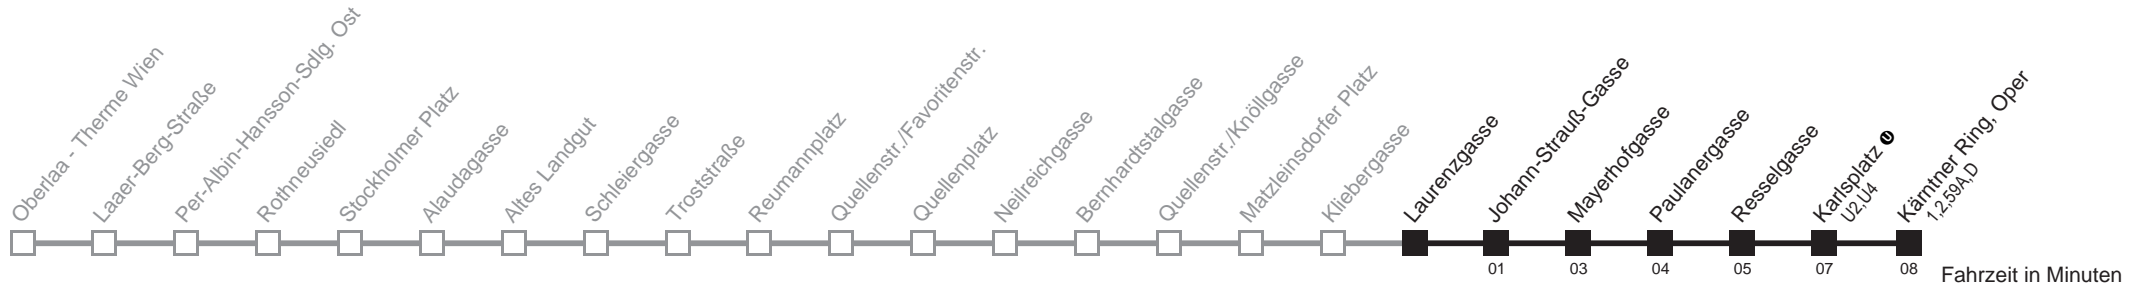 Oberlaa - Therme Wien
Laaer-Berg-Straße
Per-Albin-Hansson-Sdlg. Ost
Rothneusiedl
Stockholmer Platz
Alaudagasse
Altes Landgut
Schleiergasse
Troststraße
Reumannplatz
Quellenstr./Favoritenstr.
Quellenplatz
Neilreichgasse
Bernhardtstalgasse
Quellenstr./Knöllgasse
Matzleinsdorfer Platz
Kliebergasse
Laurenzgasse
Johann-Strauß-Gasse
Mayerhofgasse
Paulanergasse
Resselgasse
Karlsplatz U
U2,U4
Kärntner Ring, Oper
1,2,59A,D
01 03 04 05 07 08
Fahrzeit in Minuten